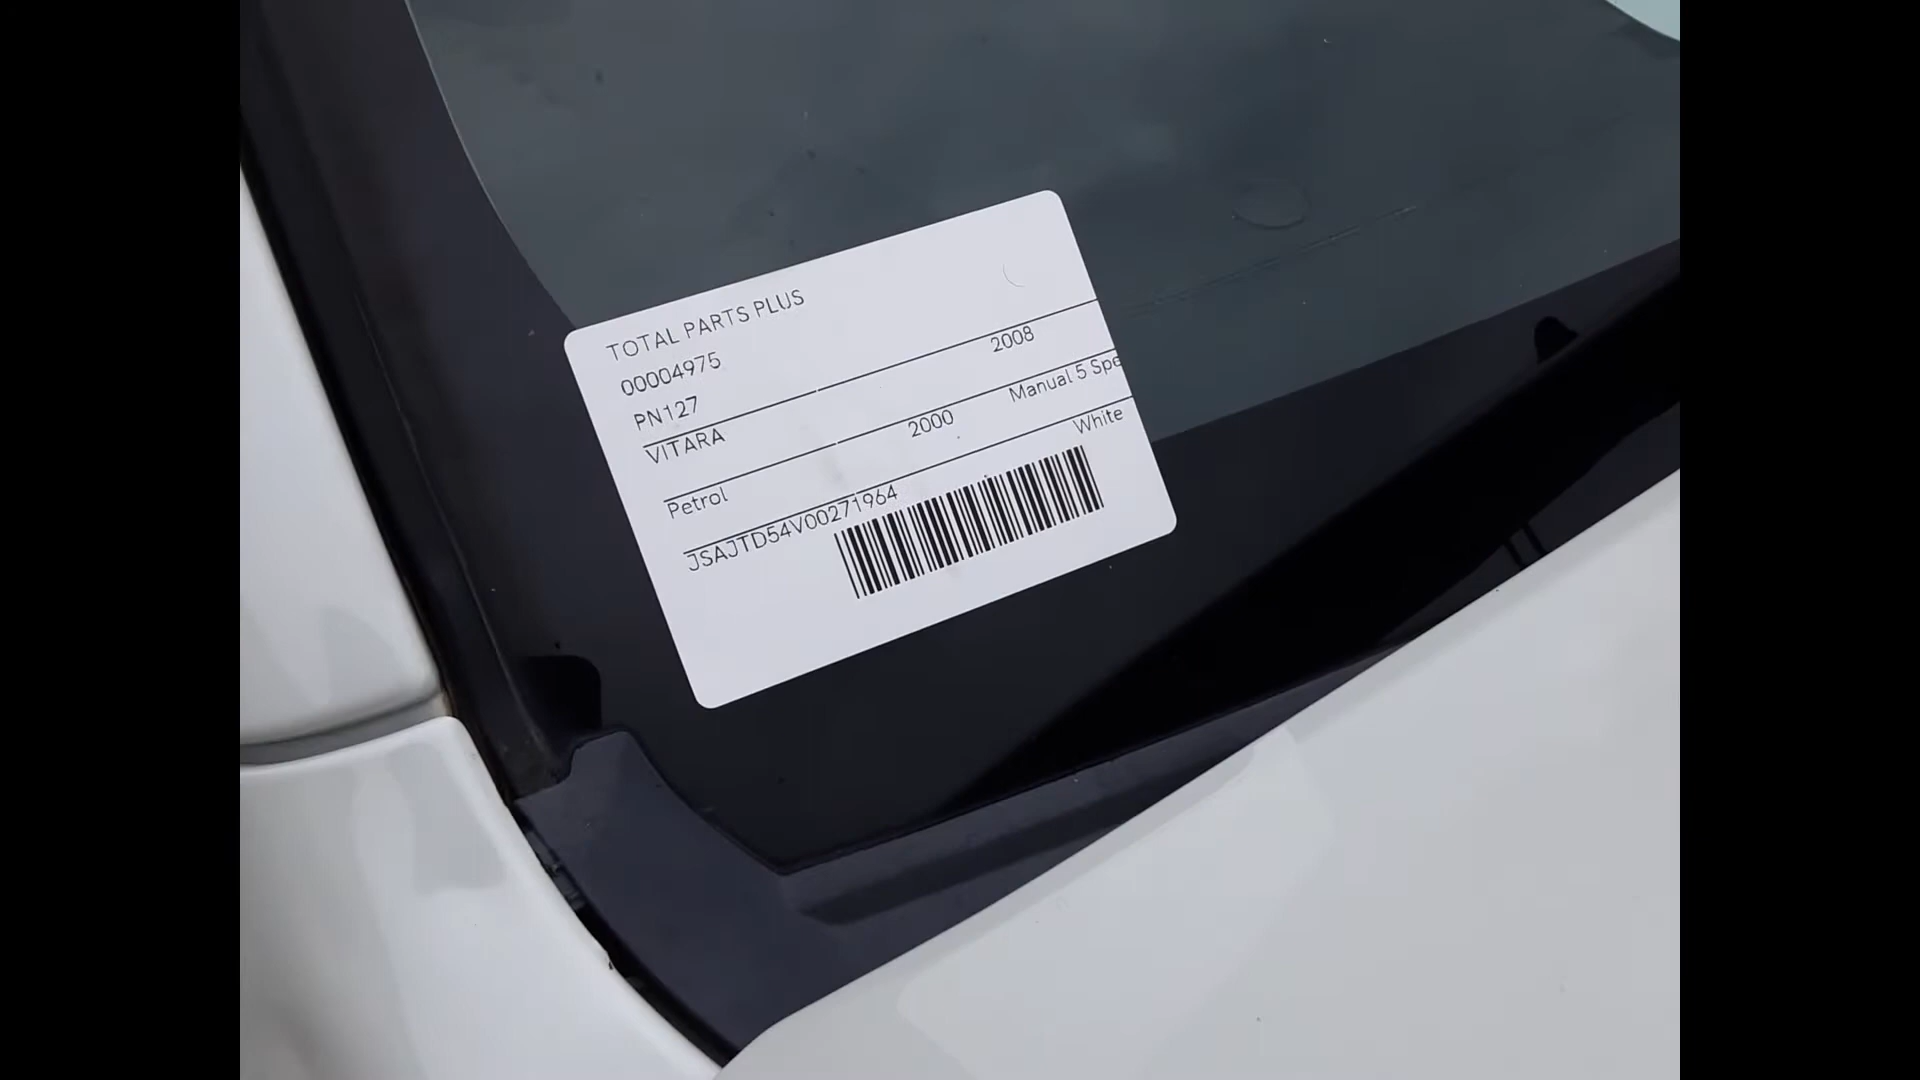 TOTAL PARTS PLUS
00004975
PN127
VITARA 2008
Petrol 2000 Manual 5 Spe
JSAJTD54V00271964 White